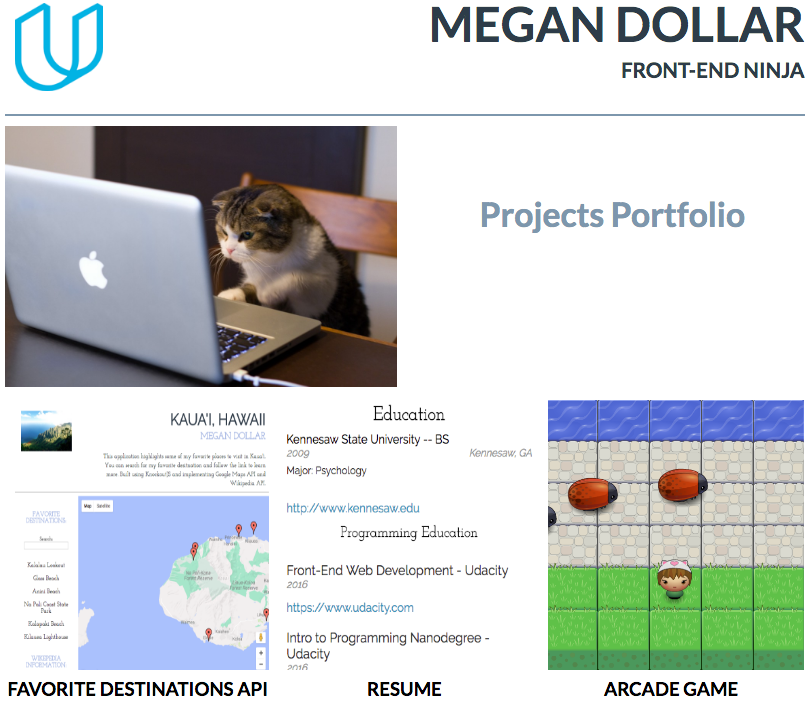 MEGAN DOLLAR
FRONT-END NINJA
Projects Portfolio
KAUA'I, HAWAII
MEGAN DOLLAR
This application highlights some of my favorite places to visit in Kaua'i.
You can search for my favorite destination and follow the link to learn
more. Built using KnockoutJS and implementing Google Maps API and
Wikipedia API.
FAVORITE
DESTINATIONS
Search:
Kalalau Lookout
Glass Beach
Anini Beach
Na Pali Coast State
Park
Kalapaki Beach
Kilauea Lighthouse
WIKIPEDIA
INFORMATION
Map Satellite
Education
Kennesaw State University -- BS
2009 Kennesaw, GA
Major: Psychology
http://www.kennesaw.edu
Programming Education
Front-End Web Development - Udacity
2016
https://www.udacity.com
Intro to Programming Nanodegree -
Udacity
2016
FAVORITE DESTINATIONS API
RESUME
ARCADE GAME